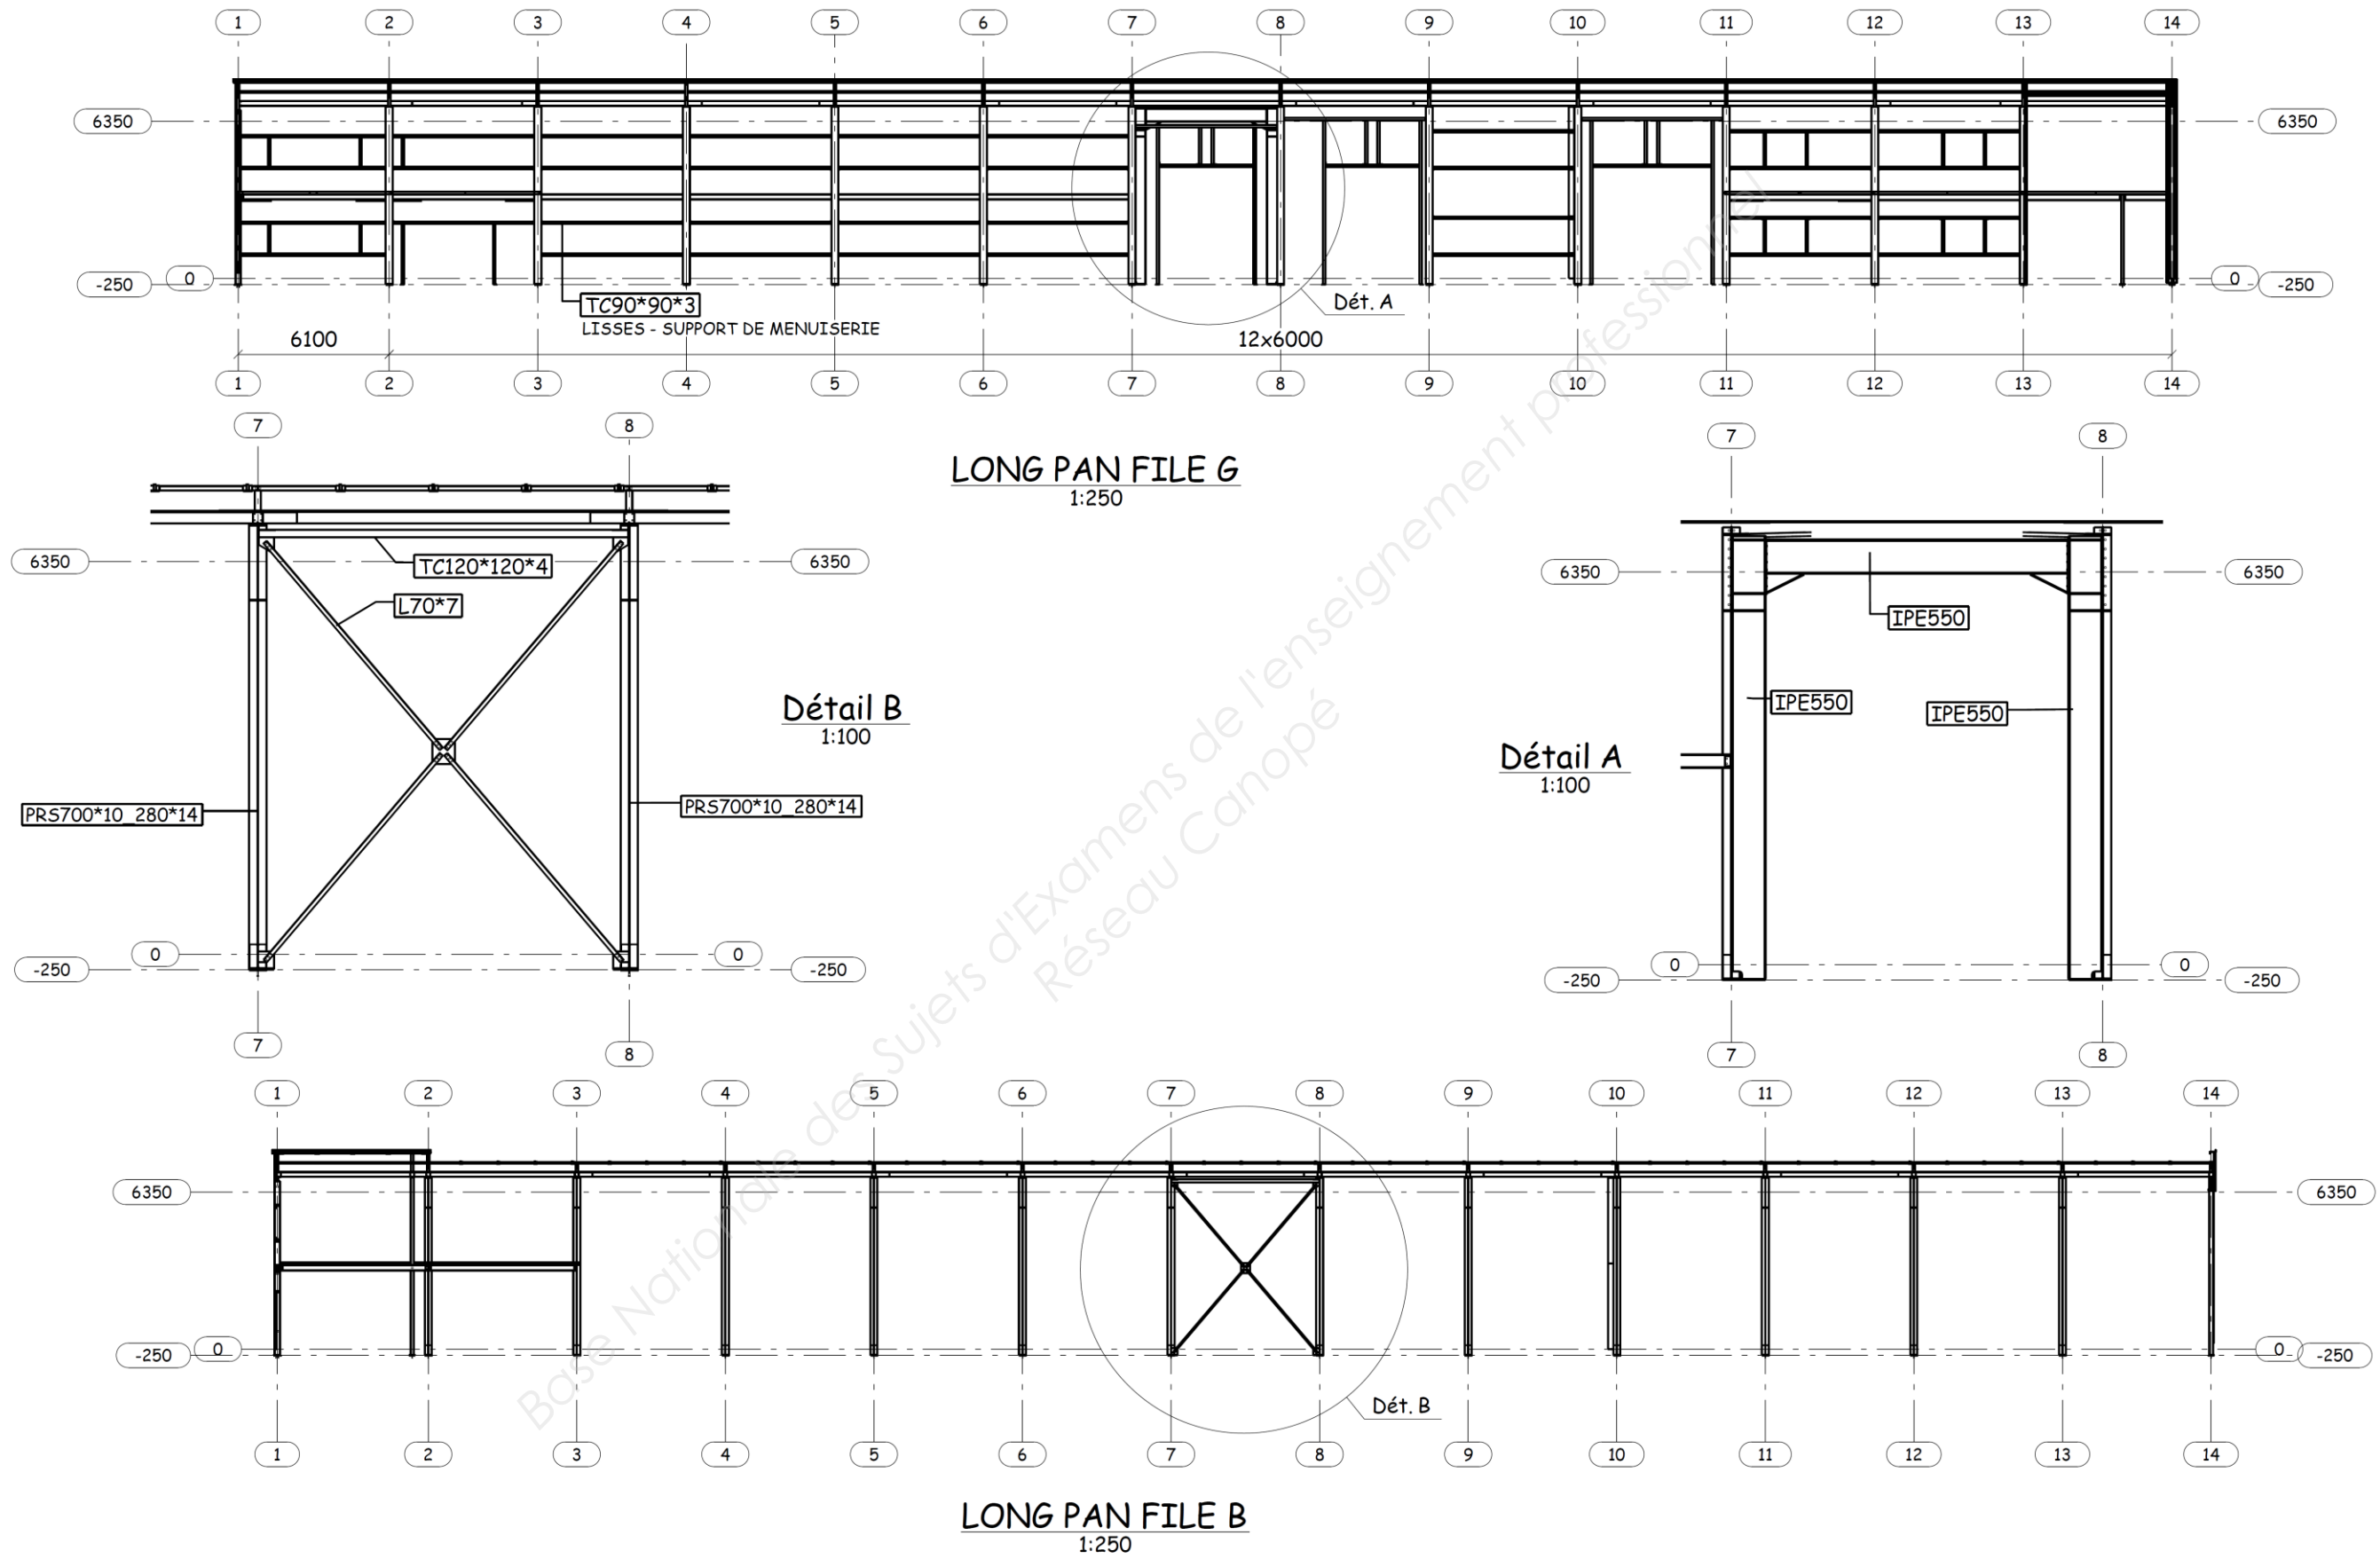 1 2 3 4 5 6 7 8 9 10 11 12 13 14
6350 6350
-250 0 0 -250
TC90*90*3
LISSES - SUPPORT DE MENUISERIE
Dét. A
6100 12x6000
1 2 3 4 5 6 7 8 9 10 11 12 13 14
LONG PAN FILE G
1:250
7 8
6350 6350
TC120*120*4
L70*7
PRS700*10_280*14
PRS700*10_280*14
0 0
-250 -250
7 8
Détail B
1:100
7 8
6350 6350
IPE550
IPE550
IPE550
Détail A
1:100
0 0
-250 -250
7 8
1 2 3 4 5 6 7 8 9 10 11 12 13 14
6350 6350
-250 0 0 -250
Dét. B
1 2 3 4 5 6 7 8 9 10 11 12 13 14
LONG PAN FILE B
1:250
Base Nationale des Sujets d'Examens de l'enseignement professionnel
Réseau Canopé